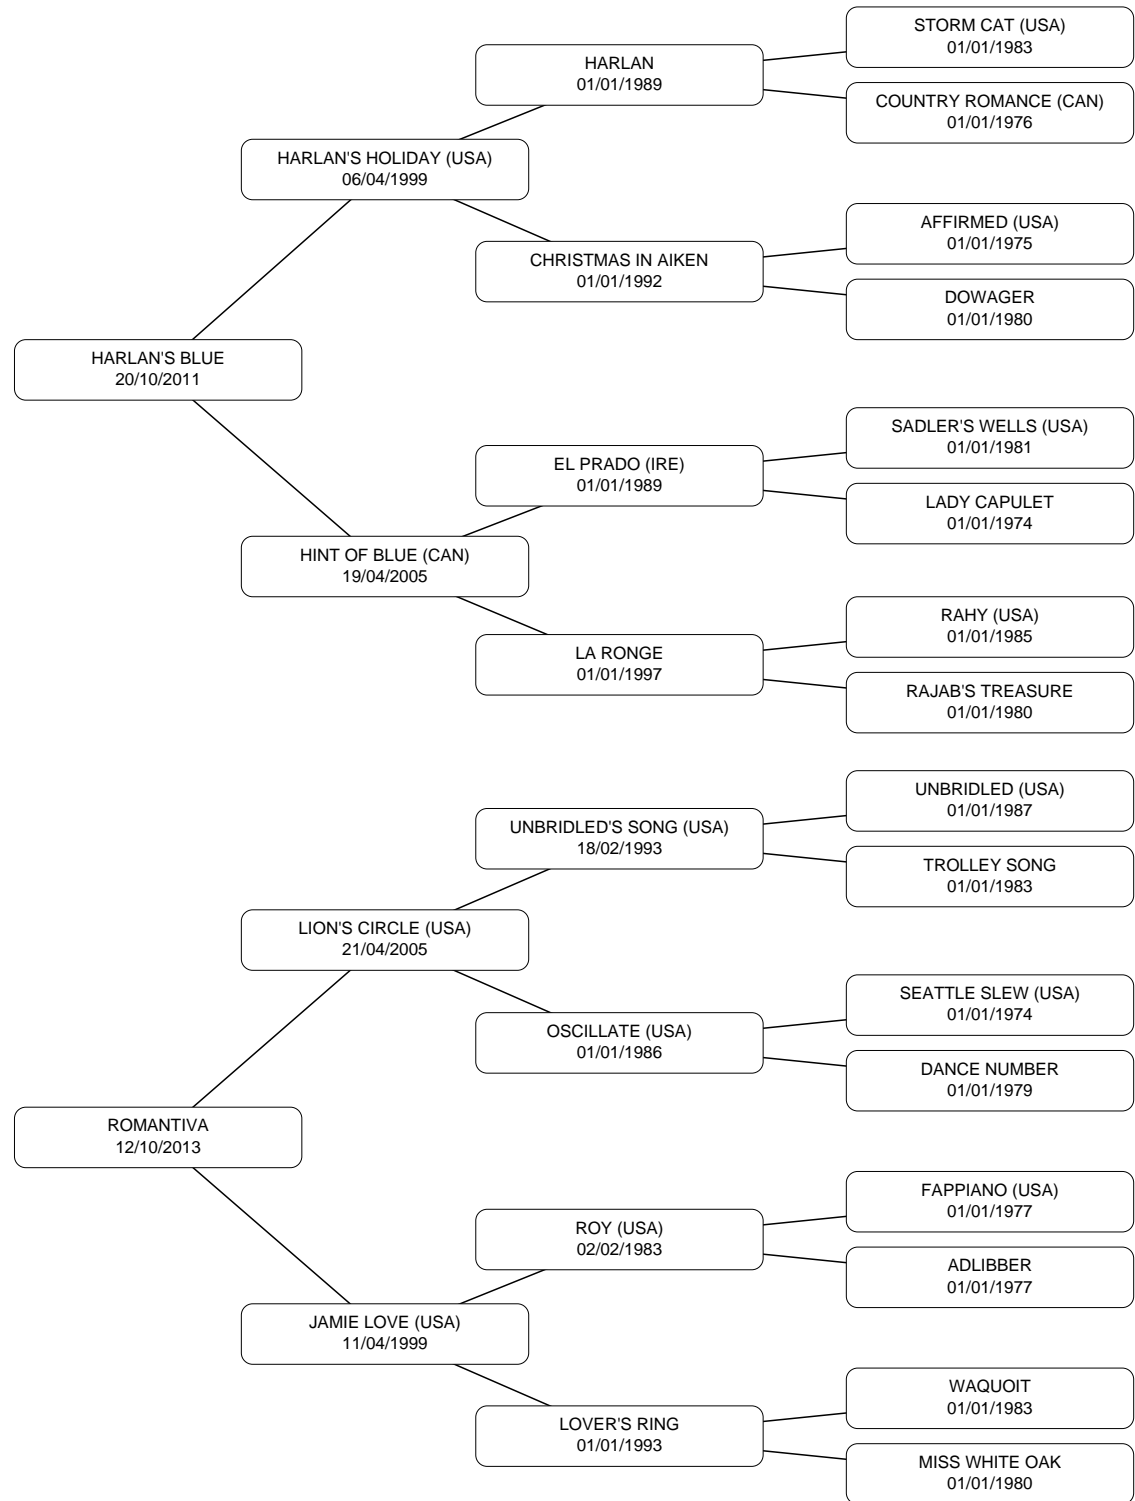 STORM CAT (USA)
01/01/1983
HARLAN
01/01/1989
COUNTRY ROMANCE (CAN)
01/01/1976
HARLAN'S HOLIDAY (USA)
06/04/1999
AFFIRMED (USA)
01/01/1975
CHRISTMAS IN AIKEN
01/01/1992
DOWAGER
01/01/1980
HARLAN'S BLUE
20/10/2011
SADLER'S WELLS (USA)
01/01/1981
EL PRADO (IRE)
01/01/1989
LADY CAPULET
01/01/1974
HINT OF BLUE (CAN)
19/04/2005
RAHY (USA)
01/01/1985
LA RONGE
01/01/1997
RAJAB'S TREASURE
01/01/1980
UNBRIDLED (USA)
01/01/1987
UNBRIDLED'S SONG (USA)
18/02/1993
TROLLEY SONG
01/01/1983
LION'S CIRCLE (USA)
21/04/2005
SEATTLE SLEW (USA)
01/01/1974
OSCILLATE (USA)
01/01/1986
DANCE NUMBER
01/01/1979
ROMANTIVA
12/10/2013
FAPPIANO (USA)
01/01/1977
ROY (USA)
02/02/1983
ADLIBBER
01/01/1977
JAMIE LOVE (USA)
11/04/1999
WAQUOIT
01/01/1983
LOVER'S RING
01/01/1993
MISS WHITE OAK
01/01/1980